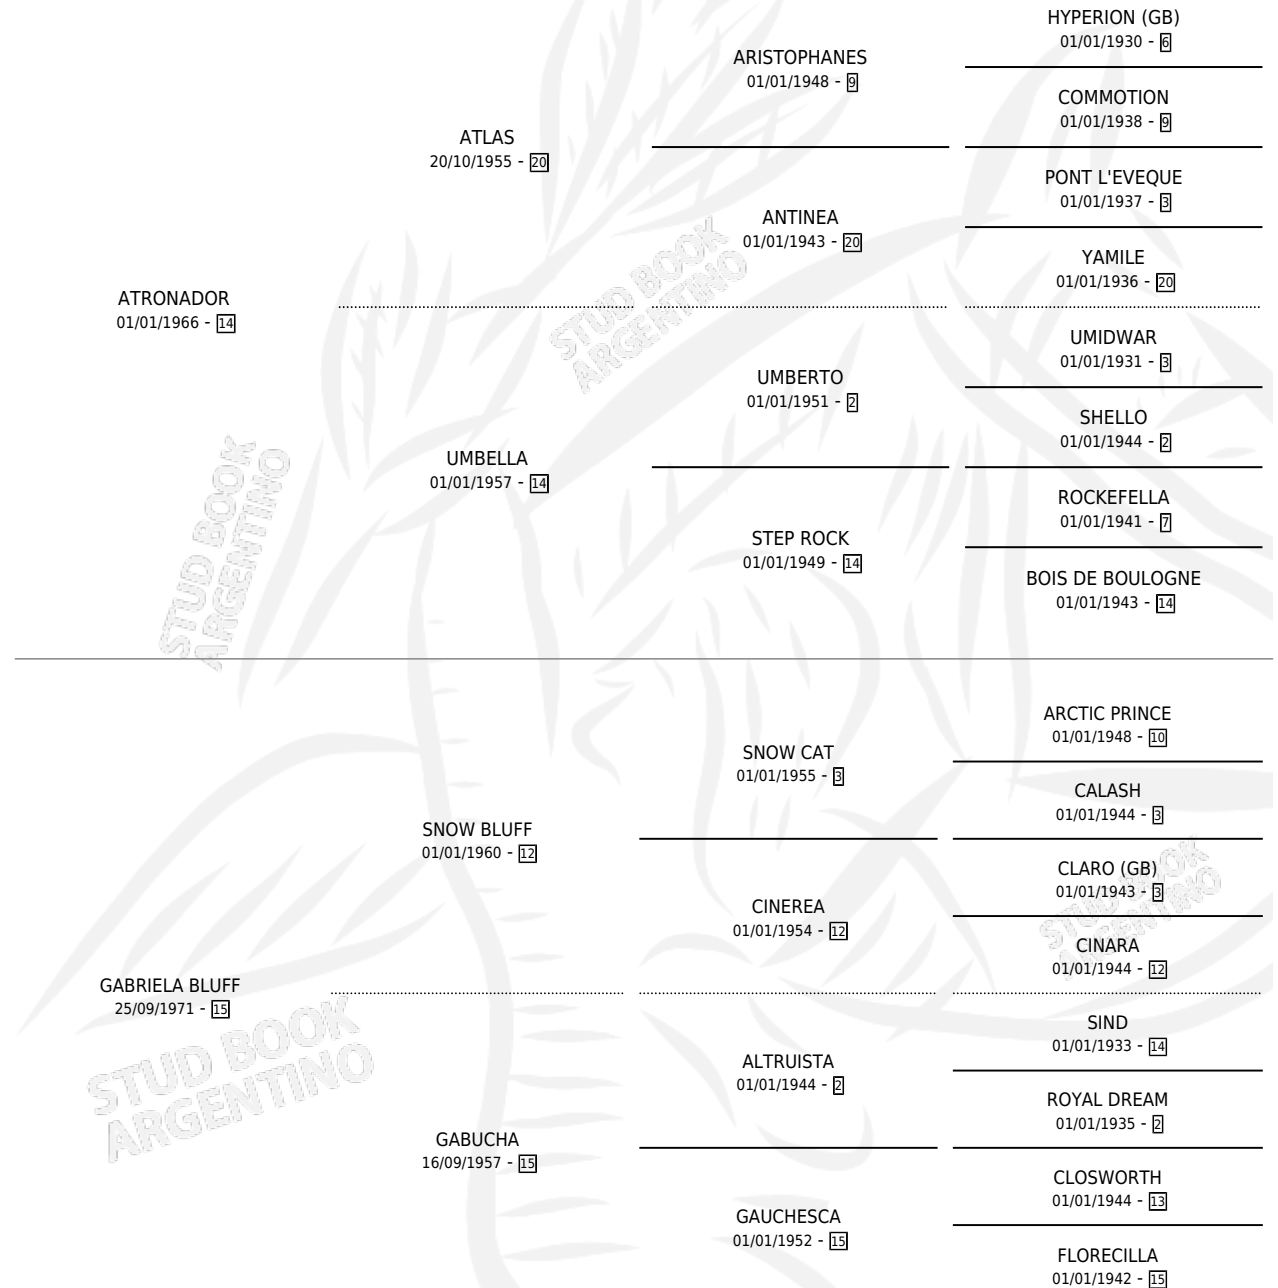 HYPERION (GB)
01/01/1930 - 6
ARISTOPHANES
01/01/1948 - 9
COMMOTION
01/01/1938 - 9
ATLAS
20/10/1955 - 20
PONT L'EVEQUE
01/01/1937 - 3
ANTINEA
01/01/1943 - 20
YAMILE
01/01/1936 - 20
ATRONADOR
01/01/1966 - 14
STUD BOOK
ARGENTINO
UMIDWAR
01/01/1931 - 3
UMBERTO
01/01/1951 - 2
SHELLO
01/01/1944 - 2
UMBELLA
01/01/1957 - 14
ROCKEFELLA
01/01/1941 - 7
STEP ROCK
01/01/1949 - 14
BOIS DE BOULOGNE
01/01/1943 - 14
STUD BOOK
ARGENTINO
ARCTIC PRINCE
01/01/1948 - 10
SNOW CAT
01/01/1955 - 3
CALASH
01/01/1944 - 3
SNOW BLUFF
01/01/1960 - 12
CLARO (GB)
01/01/1943 - 3
CINEREA
01/01/1954 - 12
STUD BOOK
ARGENTINO
CINARA
01/01/1944 - 12
GABRIELA BLUFF
25/09/1971 - 15
SIND
01/01/1933 - 14
STUD BOOK
ARGENTINO
ALTRUISTA
01/01/1944 - 2
ROYAL DREAM
01/01/1935 - 2
GABUCHA
16/09/1957 - 15
CLOSWORTH
01/01/1944 - 13
GAUCHESCA
01/01/1952 - 15
FLORECILLA
01/01/1942 - 15